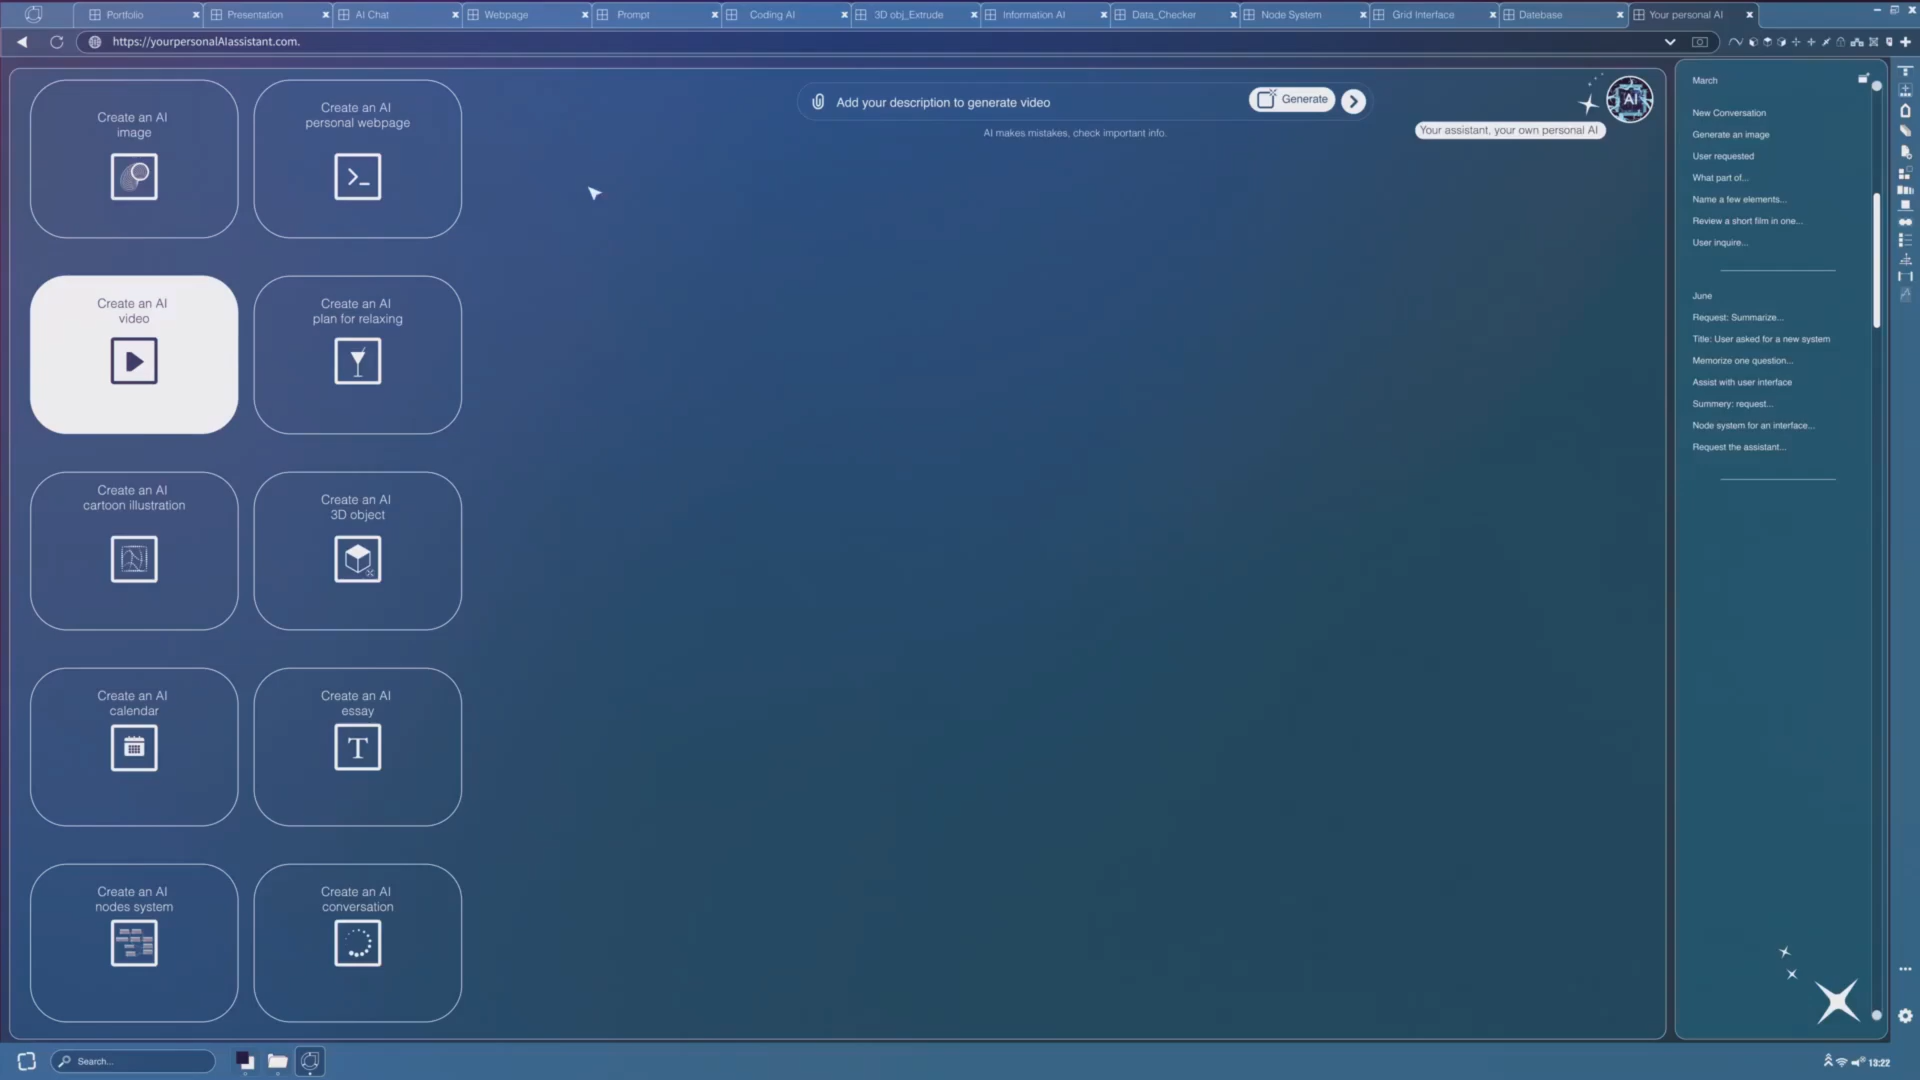 Portfolio
Presentation
AI Chat
Webpage
Prompt
Coding AI
3D obj_Extrude
Information AI
Data_Checker
Node System
Grid Interface
Datebase
Your personal AI
https://yourpersonalAIassistant.com.
Create an AI
image
Create an AI
personal webpage
Create an AI
video
Create an AI
plan for relaxing
Create an AI
cartoon illustration
Create an AI
3D object
Create an AI
calendar
Create an AI
essay
T
Create an AI
nodes system
Create an AI
conversation
Add your description to generate video
Generate
AI makes mistakes, check important info.
AI
Your assistant, your own personal AI
March
New Conversation
Generate an image
User requested
What part of...
Name a few elements...
Review a short film in one...
User inquire...
June
Request: Summarize...
Title: User asked for a new system
Memorize one question...
Assist with user interface
Summery: request...
Node system for an interface...
Request the assistant...
Search...
13:22